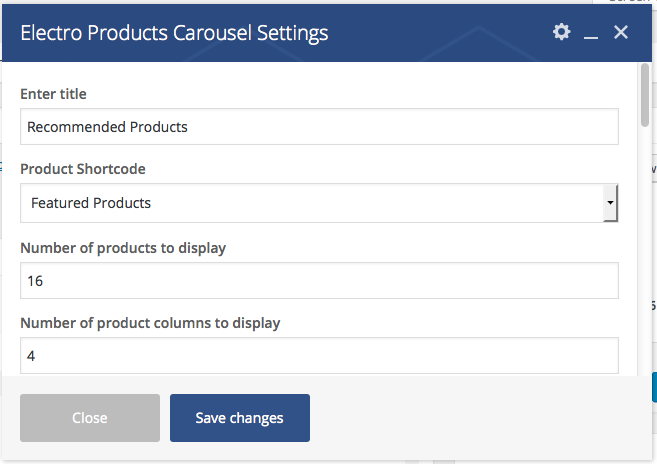 Electro Products Carousel Settings
Enter title
Recommended Products
Product Shortcode
Featured Products
Number of products to display
16
Number of product columns to display
4
Close
Save changes